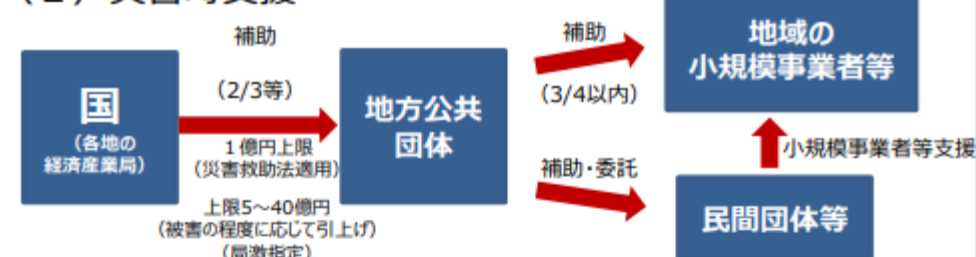 補助
(2/3等)
国
(各地の
経済産業局)
1億円上限
(災害救助法適用)
上限5~40億円
(被害の程度に応じて引上げ)
(局激指定)
地方公共
団体
補助
(3/4以内)
地域の
小規模事業者等
補助・委託
小規模事業者等支援
民間団体等